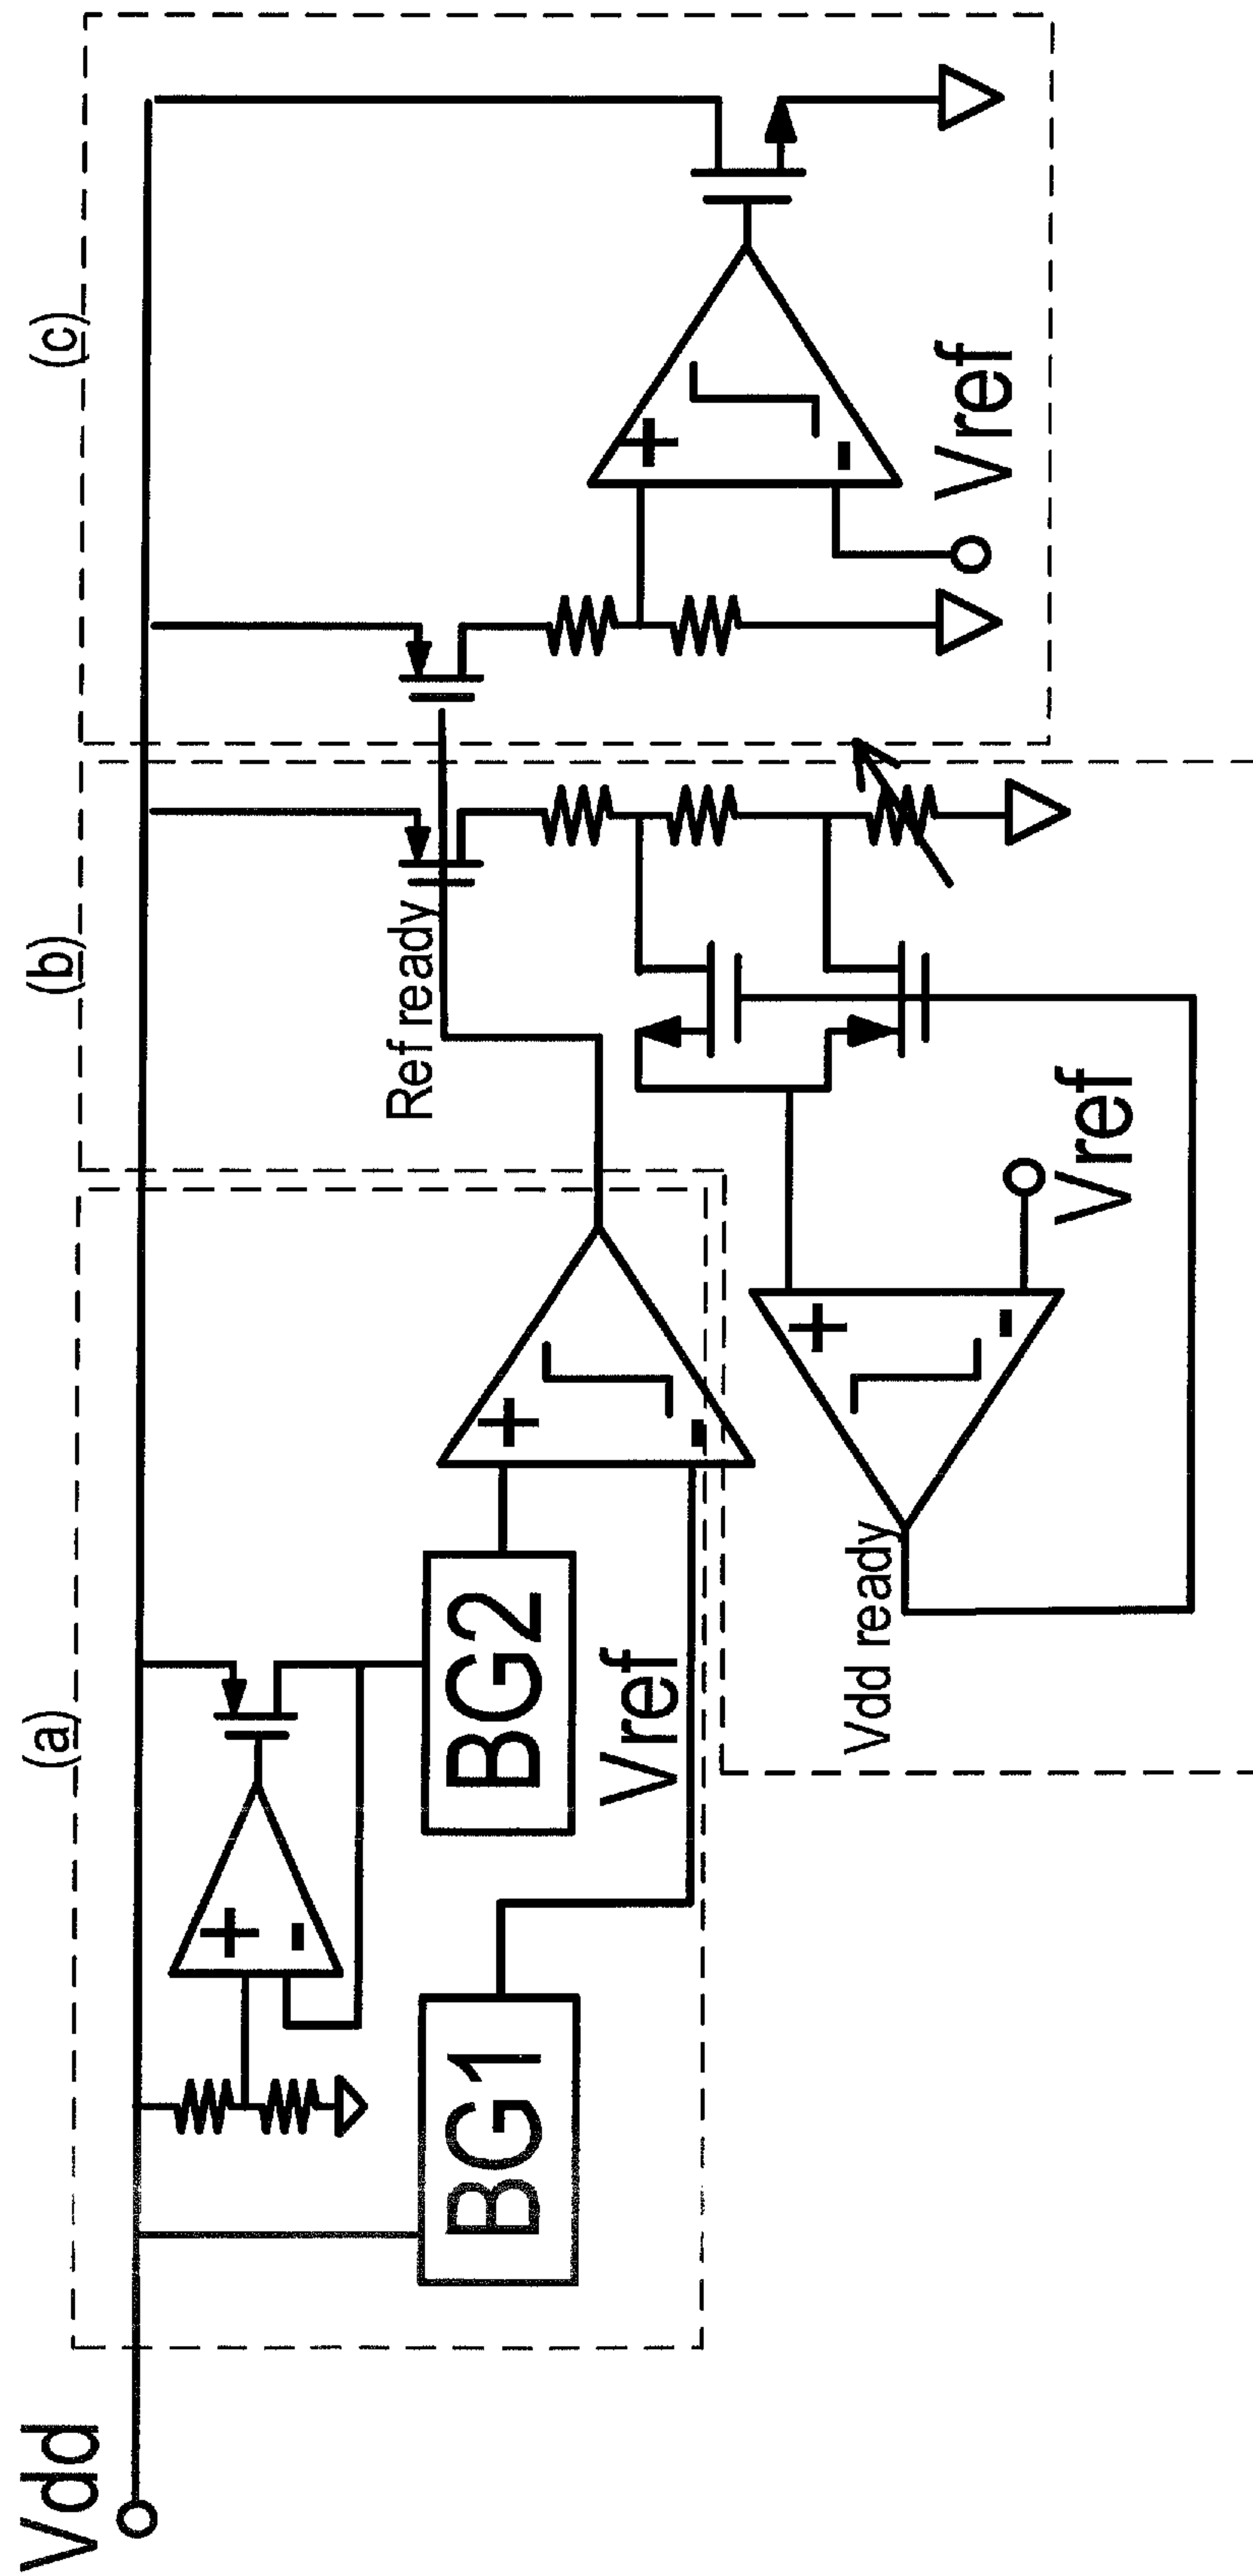 Vdd
(a)
(b)
(c)
+
-
BG1
BG2
Vref
+
-
Ref ready
Vdd ready
+
-
Vref
+
-
Vref